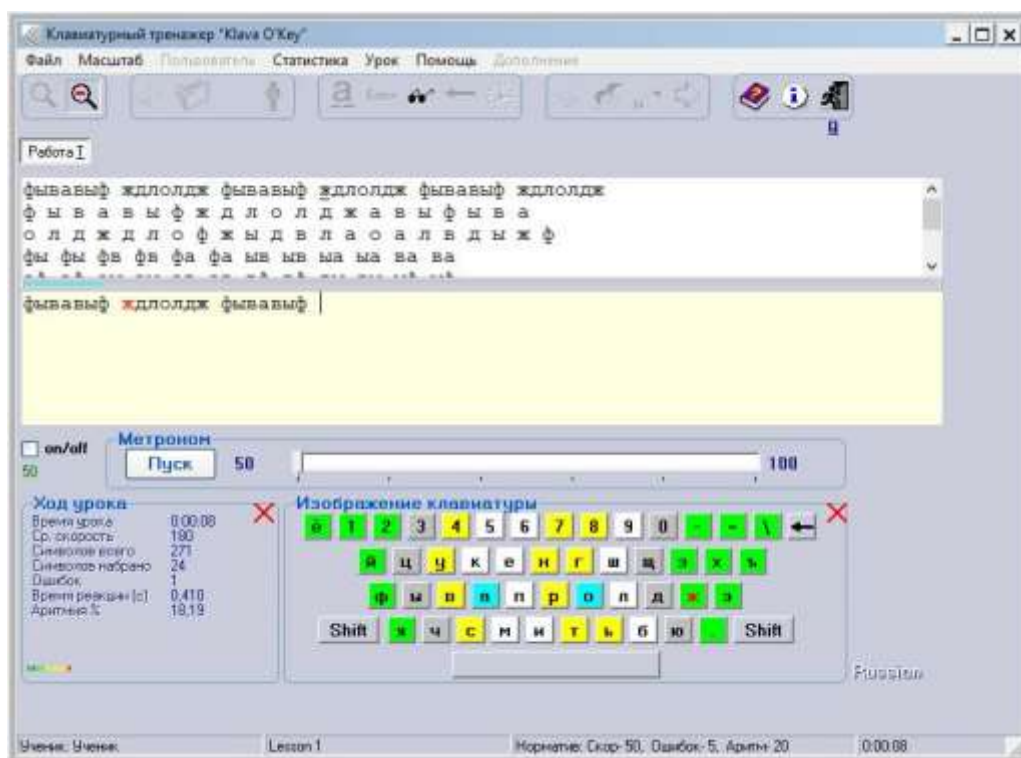 Клавиатурный тренажер "Klava O'Key"
Файл Масштаб Пользователь Статистика Урок Помощь Дополнение
Работа I
фывавыф ждлолдж фывавыф ждлолдж фывавыф ждлолдж
ф ы в а в ы ф ж д л о л д ж а в ы ф ы в а
о л д ж д л о ф ж ы д в л а о а л в д ы ж ф
фы фы фв фв фа фа ыв ыв ыа ыа ва ва
фывавыф ждлолдж фывавыф
on/off
50
Метроном
Пуск 50 100
Ход урока
Время урока 0:00:08
Ср. скорость 180
Символов всего 271
Символов набрано 24
Ошибок 1
Время реакции (с) 0,410
Аритмия % 18,19
Изображение клавиатуры
ё 1 2 3 4 5 6 7 8 9 0 - = \
й ц у к е н г ш щ з х ъ
ф ы в п р о л д ж э
Shift я ч с м и т ь б ю . Shift
Russian
Ученик: Ученик Lesson 1 Норматив: Скор- 50, Ошибок- 5, Аритм- 20 0:00:08